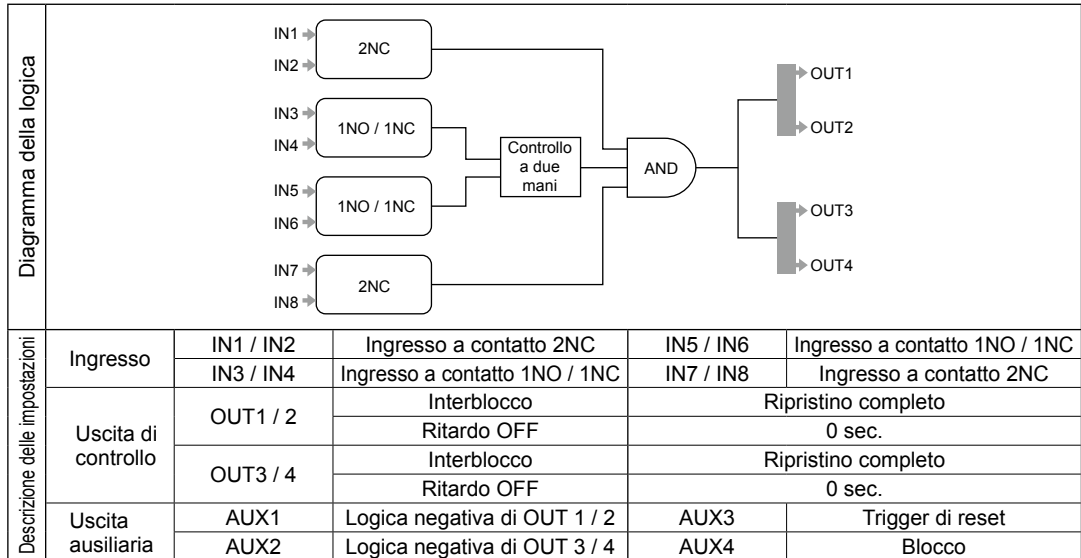 Diagramma della logica
IN1
IN2
2NC
IN3
IN4
1NO / 1NC
IN5
IN6
1NO / 1NC
IN7
IN8
2NC
Controllo
a due
mani
AND
OUT1
OUT2
OUT3
OUT4
Descrizione delle impostazioni
Ingresso
IN1 / IN2 Ingresso a contatto 2NC IN5 / IN6 Ingresso a contatto 1NO / 1NC
IN3 / IN4 Ingresso a contatto 1NO / 1NC IN7 / IN8 Ingresso a contatto 2NC
Uscita di
controllo
OUT1 / 2
Interblocco Ripristino completo
Ritardo OFF 0 sec.
OUT3 / 4
Interblocco Ripristino completo
Ritardo OFF 0 sec.
Uscita
ausiliaria
AUX1 Logica negativa di OUT 1 / 2 AUX3 Trigger di reset
AUX2 Logica negativa di OUT 3 / 4 AUX4 Blocco